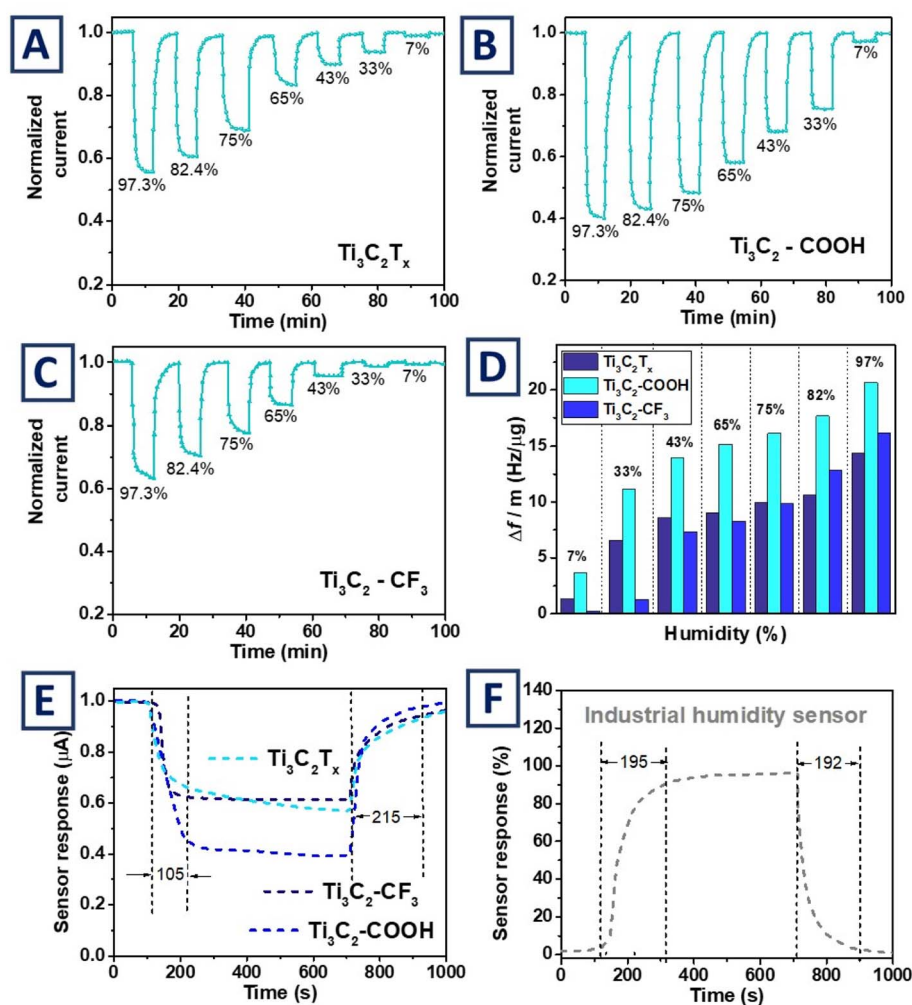 A
1.0
0.8
0.6
0.4
0.2
Normalized
current
97.3%
82.4%
75%
65%
43%
33%
7%
Ti₃C₂Tₓ
0 20 40 60 80 100
Time (min)
B
1.0
0.8
0.6
0.4
0.2
Normalized
current
97.3%
82.4%
75%
65%
43%
33%
7%
Ti₃C₂ - COOH
0 20 40 60 80 100
Time (min)
C
1.0
0.8
0.6
0.4
0.2
Normalized
current
97.3%
82.4%
75%
65%
43%
33%
7%
Ti₃C₂ - CF₃
0 20 40 60 80 100
Time (min)
D
Ti₃C₂Tₓ
Ti₃C₂-COOH
Ti₃C₂-CF₃
20
15
10
5
0
Δf / m (Hz/μg)
7%
33%
43%
65%
75%
82%
97%
Humidity (%)
E
1.0
0.8
0.6
0.4
0.2
0.0
Sensor response (μA)
Ti₃C₂Tₓ
215
105
Ti₃C₂-CF₃
Ti₃C₂-COOH
0 200 400 600 800 1000
Time (s)
F
140
120
100
80
60
40
20
0
Sensor response (%)
Industrial humidity sensor
195
192
0 200 400 600 800 1000
Time (s)